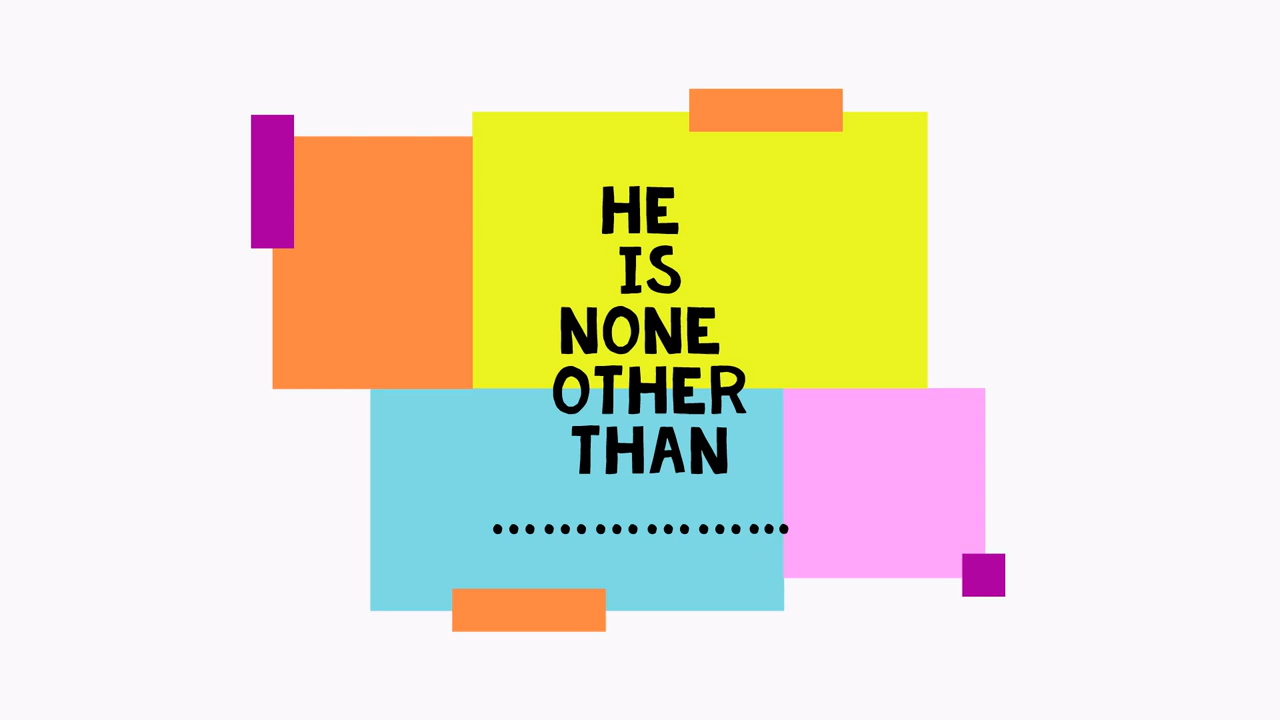 HE
IS
NONE
OTHER
THAN
..................